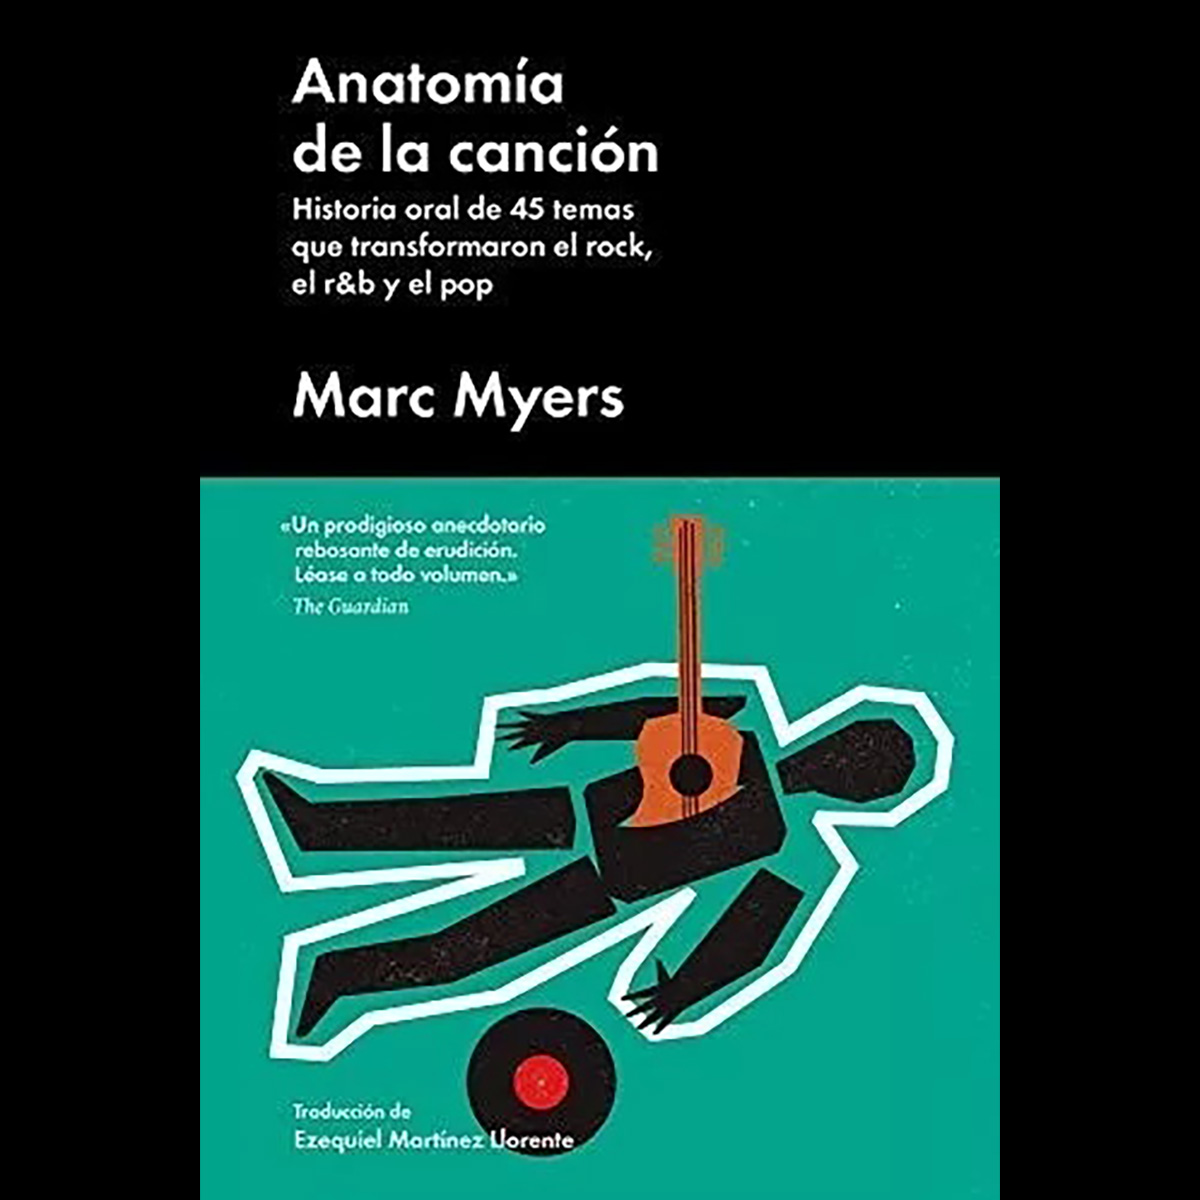 Anatomía
de la canción
Historia oral de 45 temas
que transformaron el rock,
el r&b y el pop
Marc Myers
«Un prodigioso anecdotario
rebosante de erudición.
Léase a todo volumen.»
The Guardian
Traducción de
Ezequiel Martínez Llorente